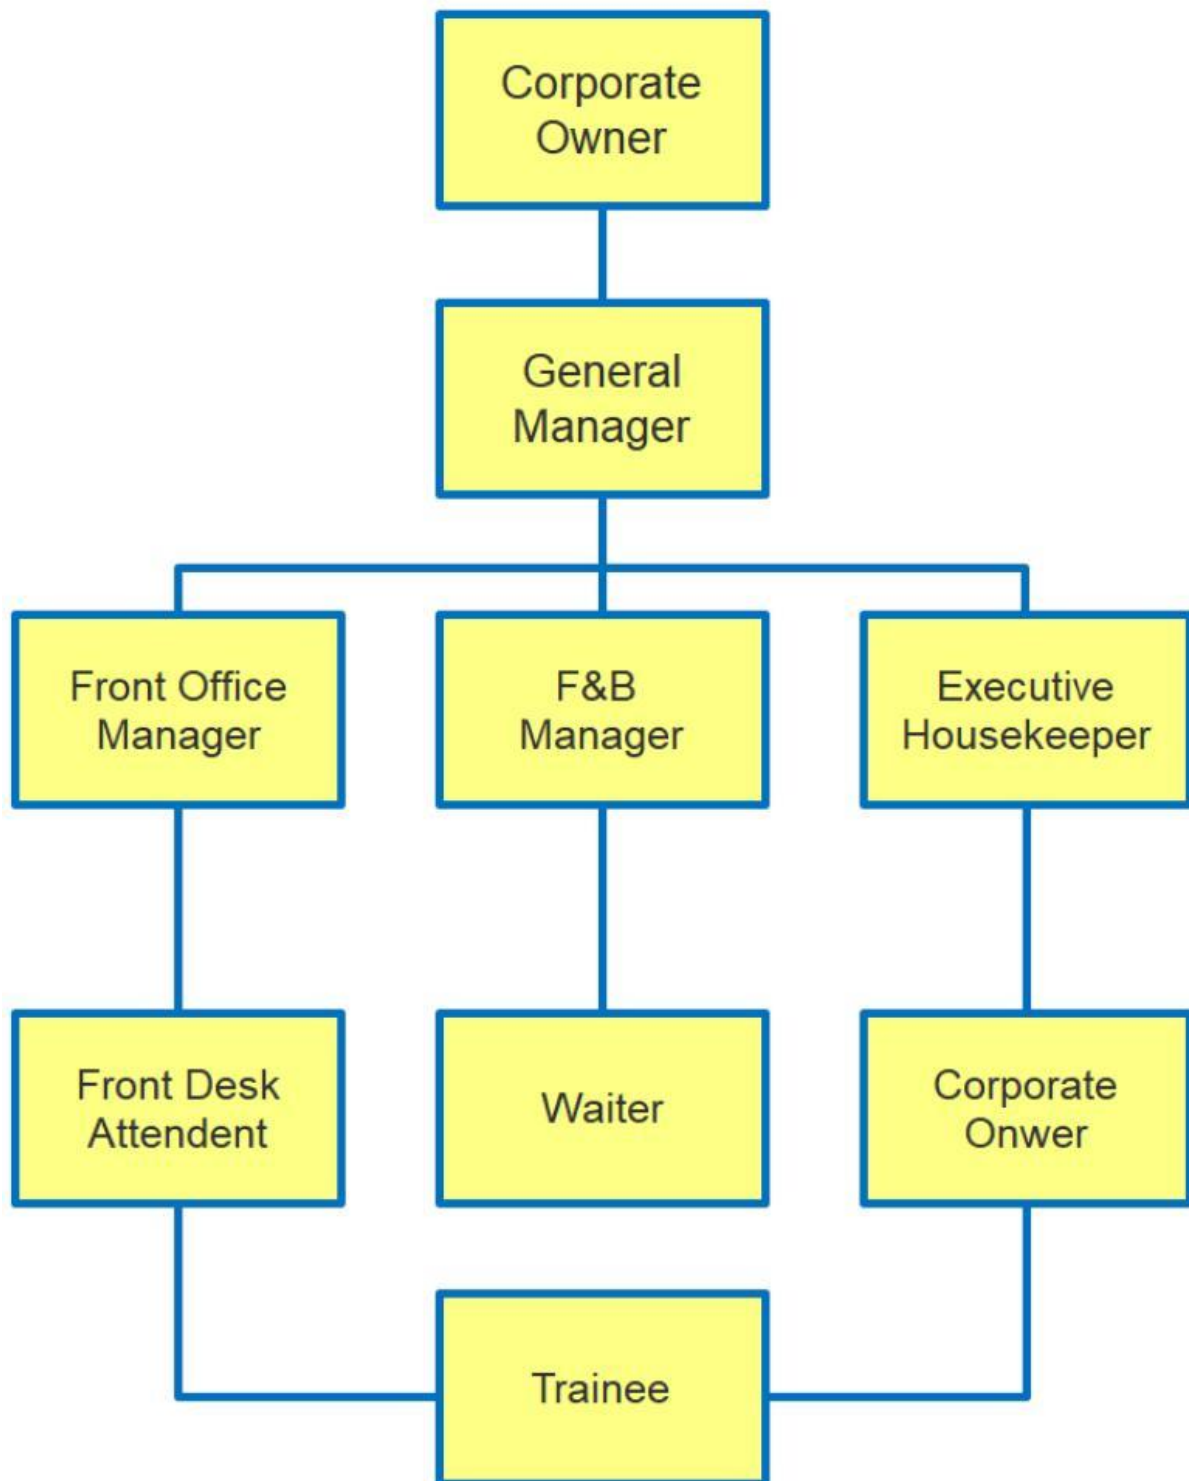 Corporate
Owner
General
Manager
Front Office
Manager
F&B
Manager
Executive
Housekeeper
Front Desk
Attendent
Waiter
Corporate
Onwer
Trainee